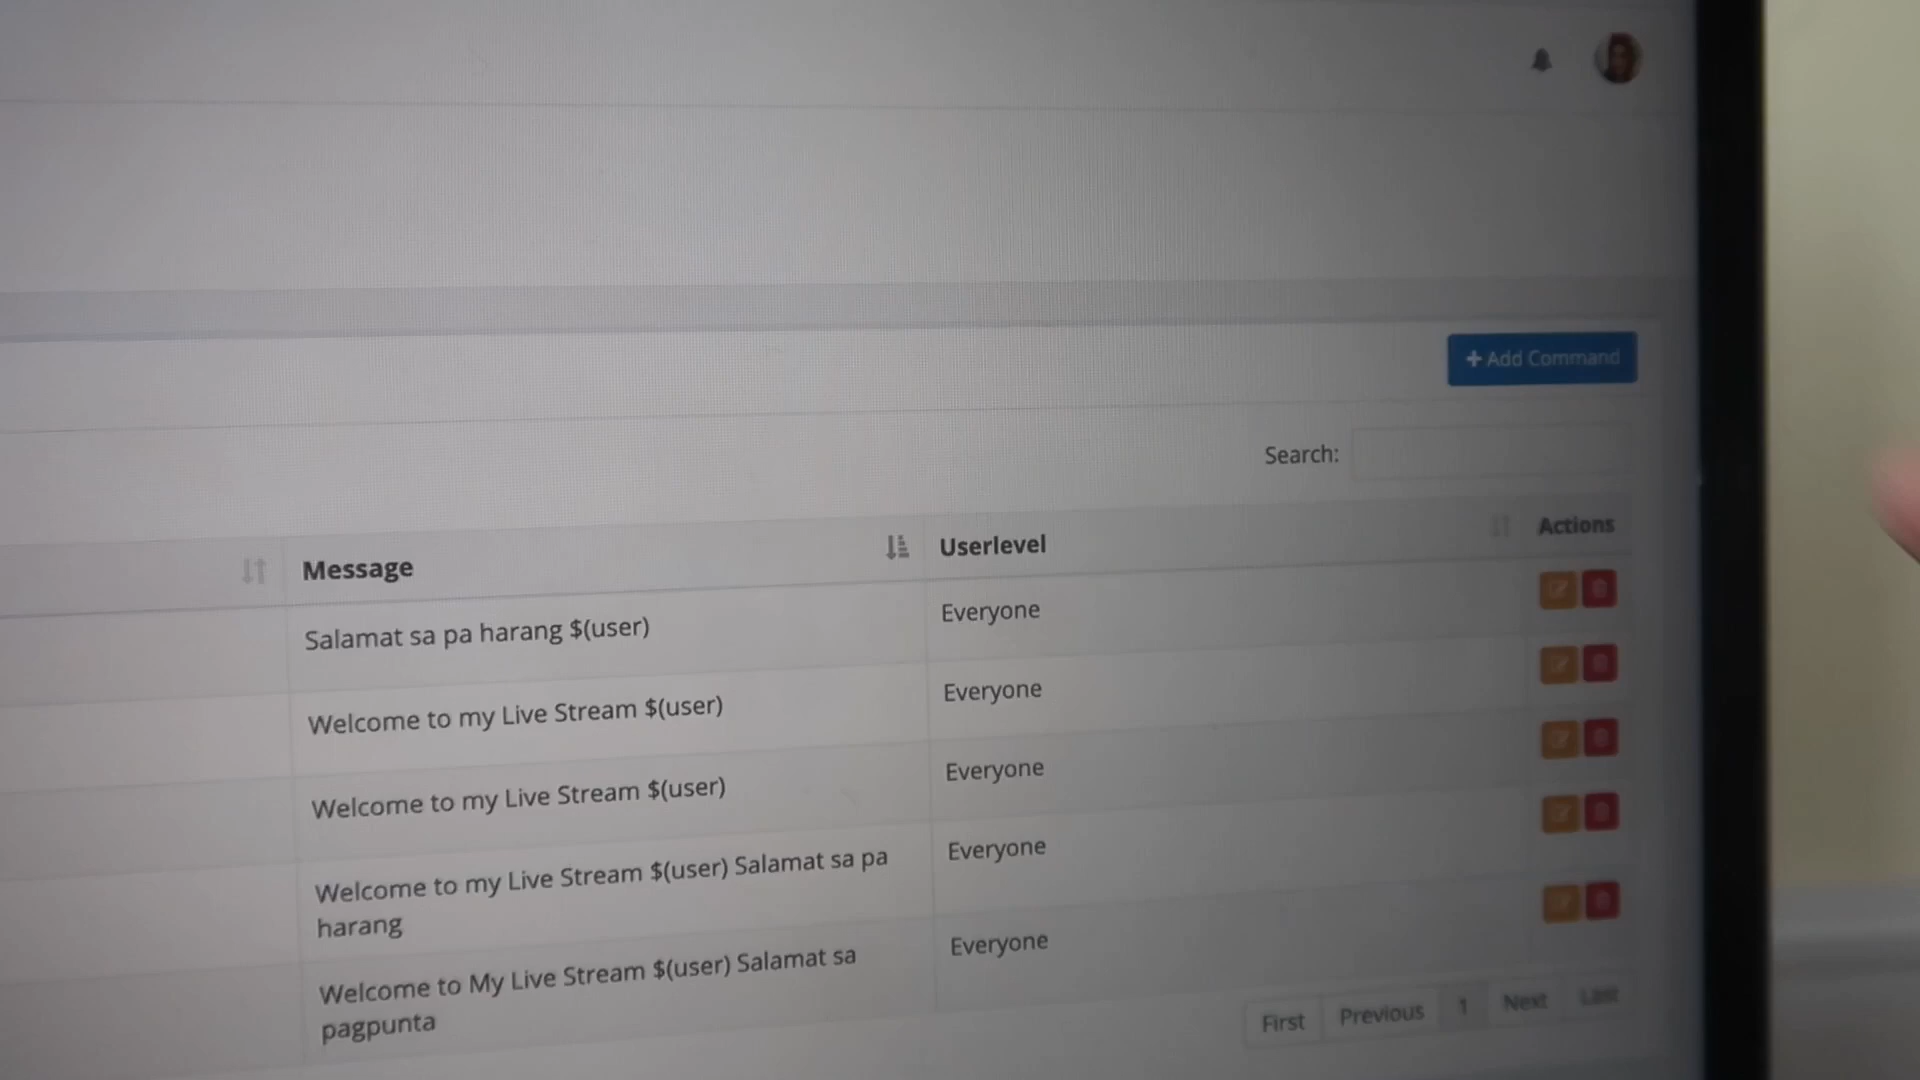 + Add Command
Search:
Message Userlevel Actions
Salamat sa pa harang $(user) Everyone
Welcome to my Live Stream $(user) Everyone
Welcome to my Live Stream $(user) Everyone
Welcome to my Live Stream $(user) Salamat sa pa Everyone
harang
Welcome to My Live Stream $(user) Salamat sa Everyone
pagpunta
First Previous 1 Next Last